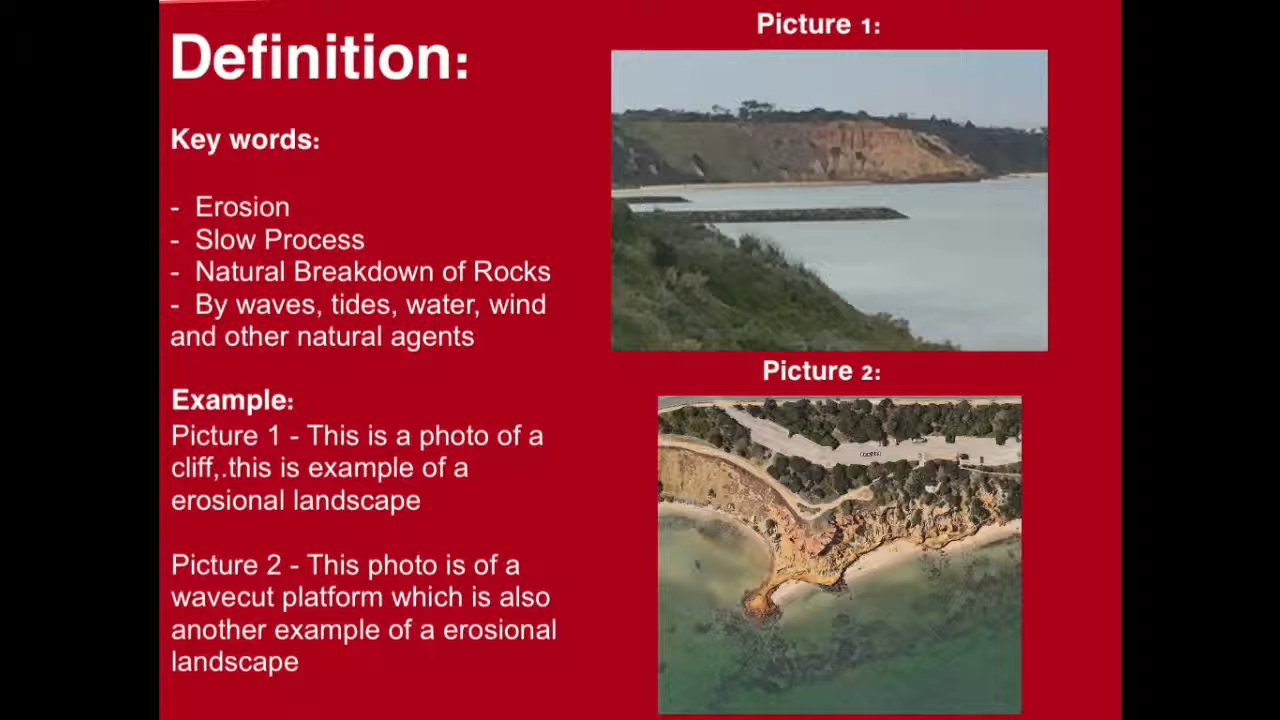 Definition:
Key words:
- Erosion
- Slow Process
- Natural Breakdown of Rocks
- By waves, tides, water, wind
and other natural agents
Example:
Picture 1 - This is a photo of a
cliff,.this is example of a
erosional landscape
Picture 2 - This photo is of a
wavecut platform which is also
another example of a erosional
landscape
Picture 1:
Picture 2: